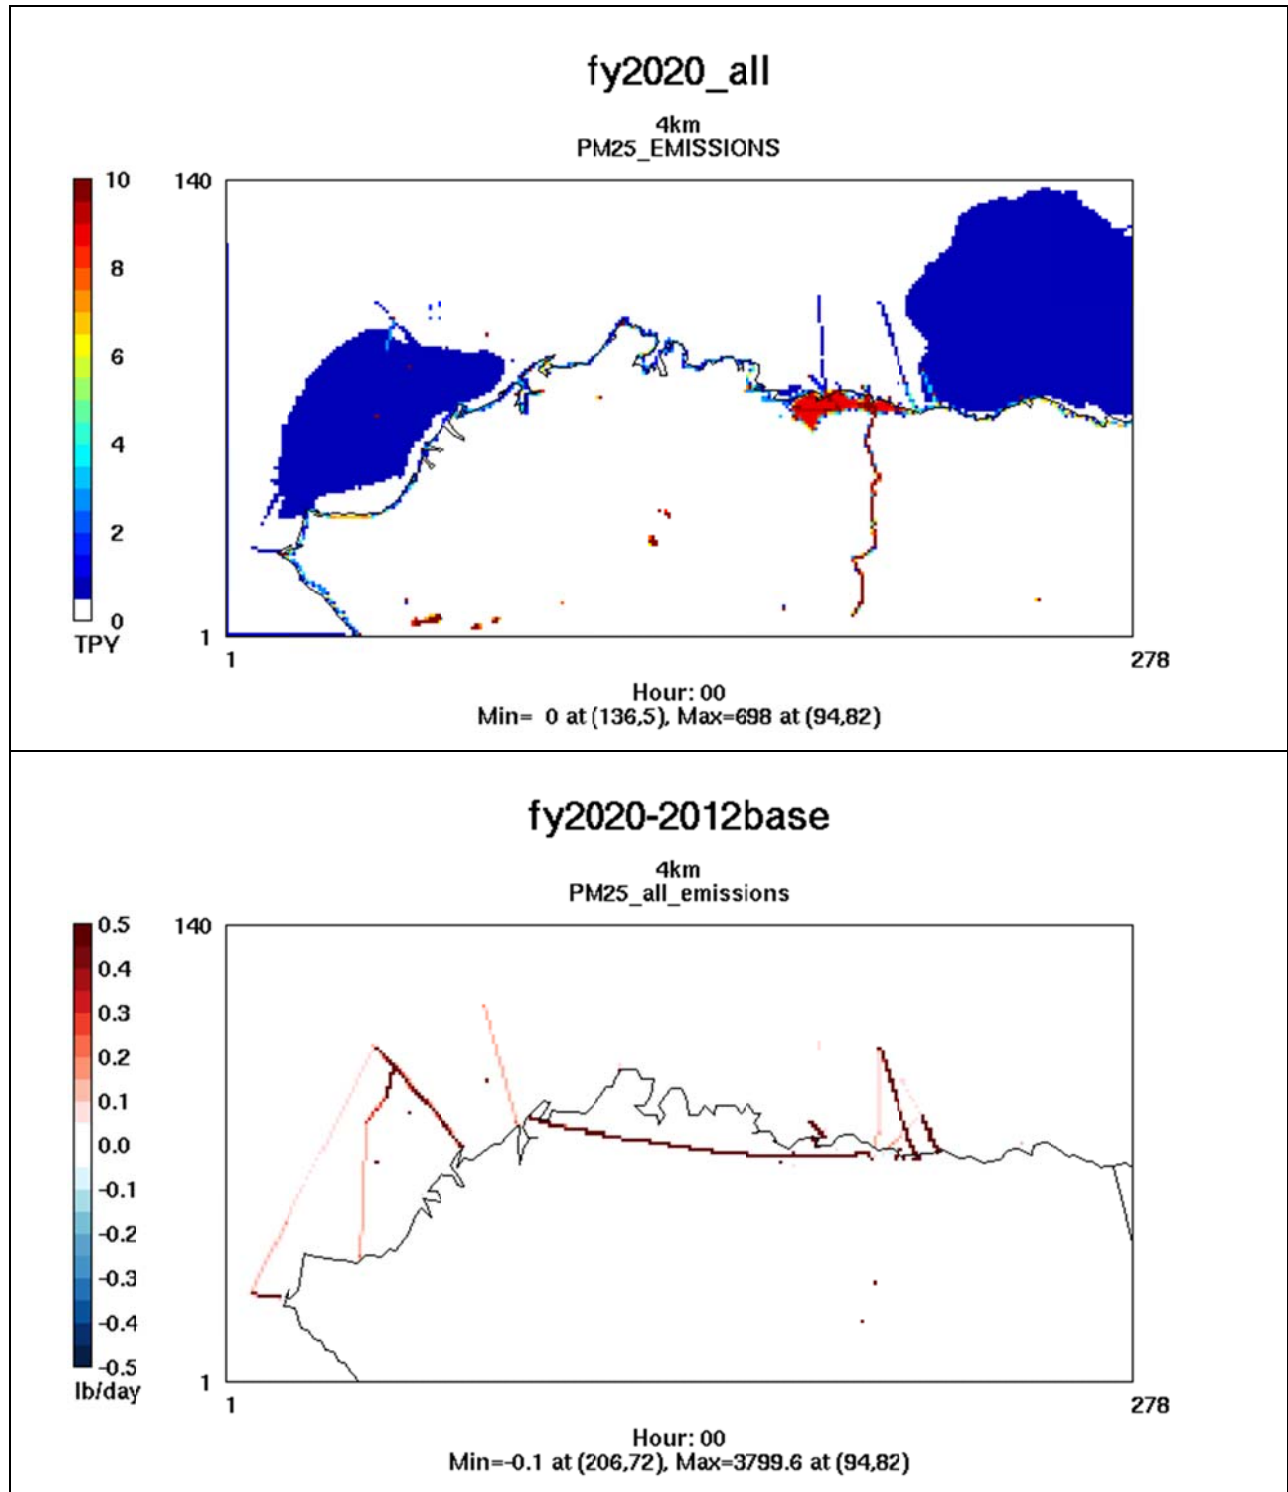 fy2020_all
4km
PM25_EMISSIONS
10
8
6
4
2
0
TPY
140
1
1
278
Hour: 00
Min= 0 at (136,5), Max=698 at (94,82)
fy2020-2012base
4km
PM25_all_emissions
0.5
0.4
0.3
0.2
0.1
0.0
-0.1
-0.2
-0.3
-0.4
-0.5
lb/day
140
1
1
278
Hour: 00
Min=-0.1 at (206,72), Max=3799.6 at (94,82)